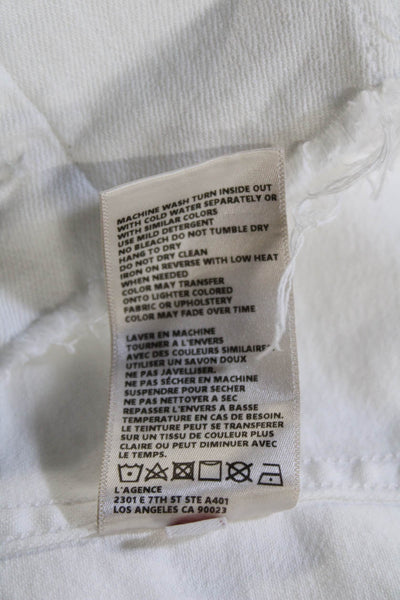 MACHINE WASH TURN INSIDE OUT
WITH COLD WATER SEPARATELY OR
WITH SIMILAR COLORS
USE MILD DETERGENT
NO BLEACH DO NOT TUMBLE DRY
HANG TO DRY
DO NOT DRY CLEAN
IRON ON REVERSE WITH LOW HEAT
WHEN NEEDED
COLOR MAY TRANSFER
ONTO LIGHTER COLORED
FABRIC OR UPHOLSTERY
COLOR MAY FADE OVER TIME
LAVER EN MACHINE
TOURNER A L'ENVERS
AVEC DES COULEURS SIMILAIRES
UTILISER UN SAVON DOUX
NE PAS JAVELLISER.
NE PAS SÉCHER EN MACHINE
SUSPENDRE POUR SECHER
NE PAS NETTOYER A SEC
REPASSER L'ENVERS A BASSE
TEMPERATURE EN CAS DE BESOIN.
LE TEINTURE PEUT SE TRANSFERER
SUR UN TISSU DE COULEUR PLUS
CLAIRE OU PEUT DIMINUER AVEC
LE TEMPS.
L'AGENCE
2301 E 7TH ST STE A401
LOS ANGELES CA 90023